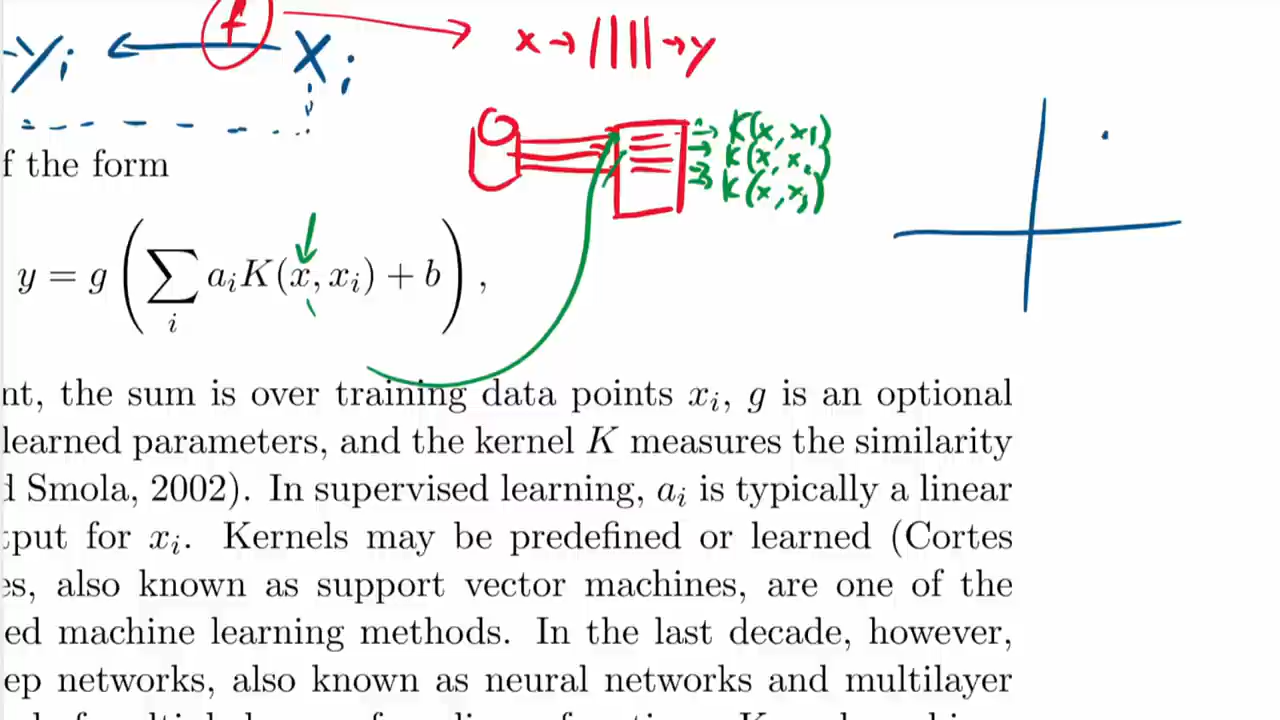 f
Yi Xi
x → |||| → y
→ K(x, x1)
→ K(x, x2)
→ K(x, x3)
f the form
y = g ( ∑ᵢ aᵢK(x, xᵢ) + b ) ,
nt, the sum is over training data points xᵢ, g is an optional
learned parameters, and the kernel K measures the similarity
d Smola, 2002). In supervised learning, aᵢ is typically a linear
tput for xᵢ. Kernels may be predefined or learned (Cortes
es, also known as support vector machines, are one of the
ed machine learning methods. In the last decade, however,
ep networks, also known as neural networks and multilayer